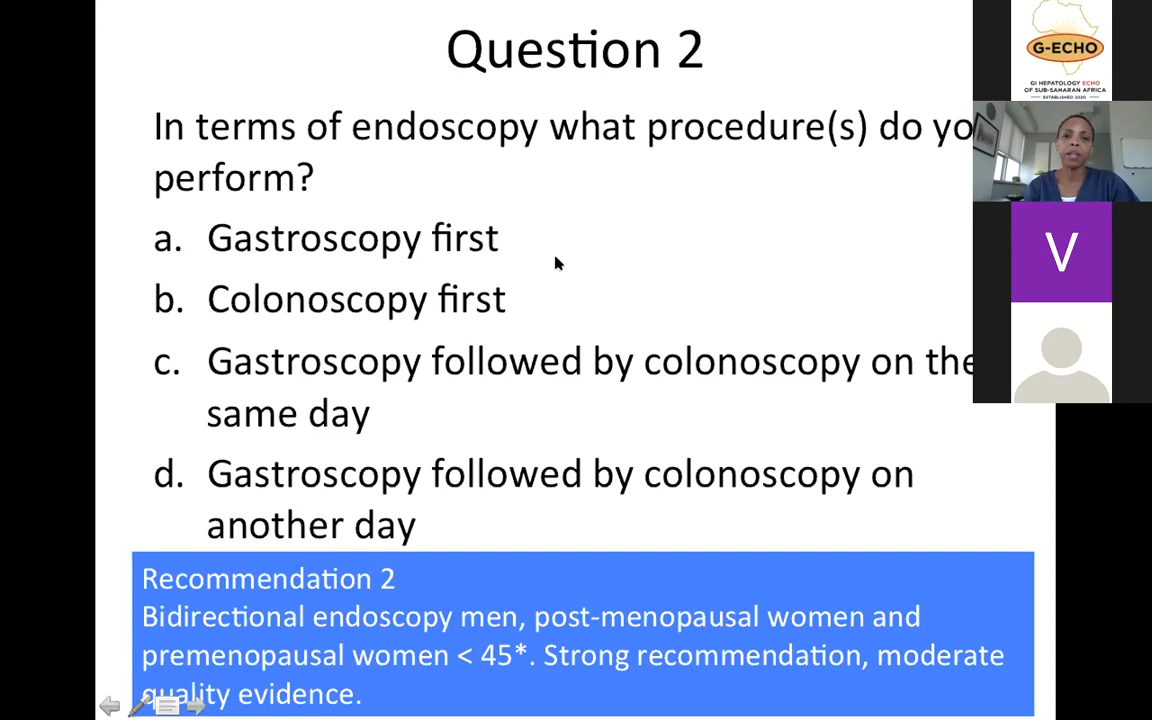 Question 2
In terms of endoscopy what procedure(s) do yo
perform?
a. Gastroscopy first
b. Colonoscopy first
c. Gastroscopy followed by colonoscopy on the
same day
d. Gastroscopy followed by colonoscopy on
another day
Recommendation 2
Bidirectional endoscopy men, post-menopausal women and
premenopausal women < 45*. Strong recommendation, moderate
quality evidence.
G-ECHO
GI HEPATOLOGY ECHO
OF SUB-SAHARAN AFRICA
ESTABLISHED 2020
V